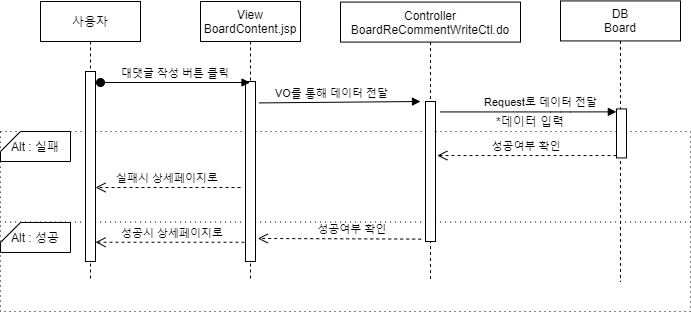 사용자
View
BoardContent.jsp
Controller
BoardReCommentWriteCtl.do
DB
Board
대댓글 작성 버튼 클릭
VO를 통해 데이터 전달
Request로 데이터 전달
*데이터 입력
Alt : 실패
성공여부 확인
실패시 상세페이지로
Alt : 성공
성공시 상세페이지로
성공여부 확인